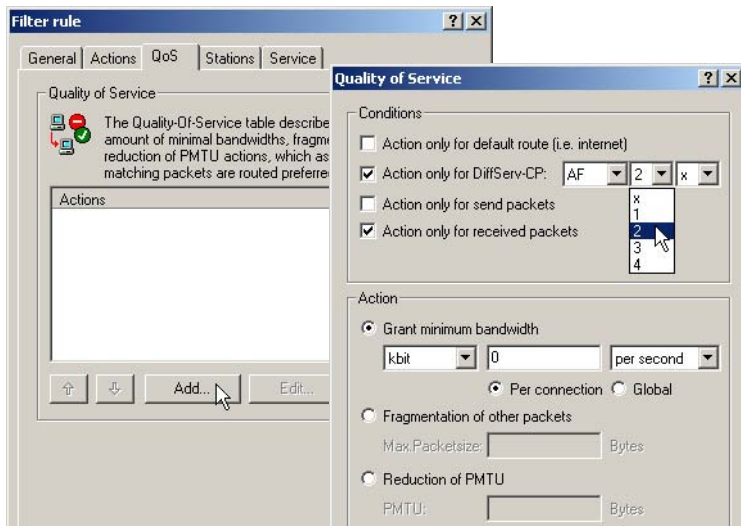 Filter rule
General Actions QoS Stations Service
Quality of Service
The Quality-Of-Service table describe
amount of minimal bandwidths, fragme
reduction of PMTU actions, which as
matching packets are routed preferre
Actions
Add...
Edit...
Quality of Service
Conditions
Action only for default route (i.e. internet)
Action only for DiffServ-CP: AF 2 x
Action only for send packets
Action only for received packets
x
1
2
3
4
Action
Grant minimum bandwidth
kbit 0 per second
Per connection Global
Fragmentation of other packets
Max.Packetsize: Bytes
Reduction of PMTU
PMTU: Bytes